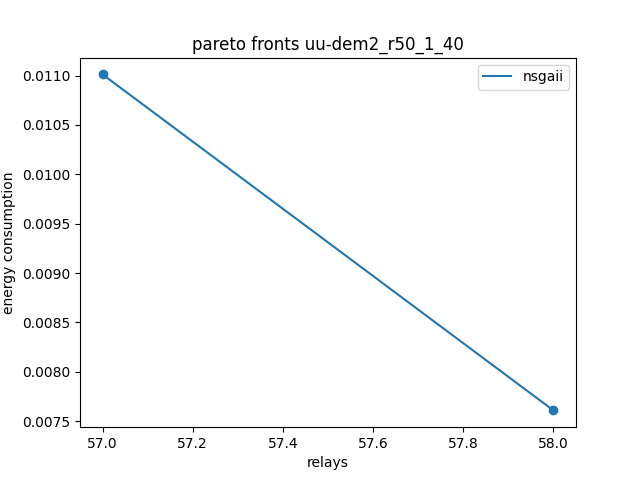 pareto fronts uu-dem2_r50_1_40
nsgaii
energy consumption
0.0110
0.0105
0.0100
0.0095
0.0090
0.0085
0.0080
0.0075
57.0 57.2 57.4 57.6 57.8 58.0
relays